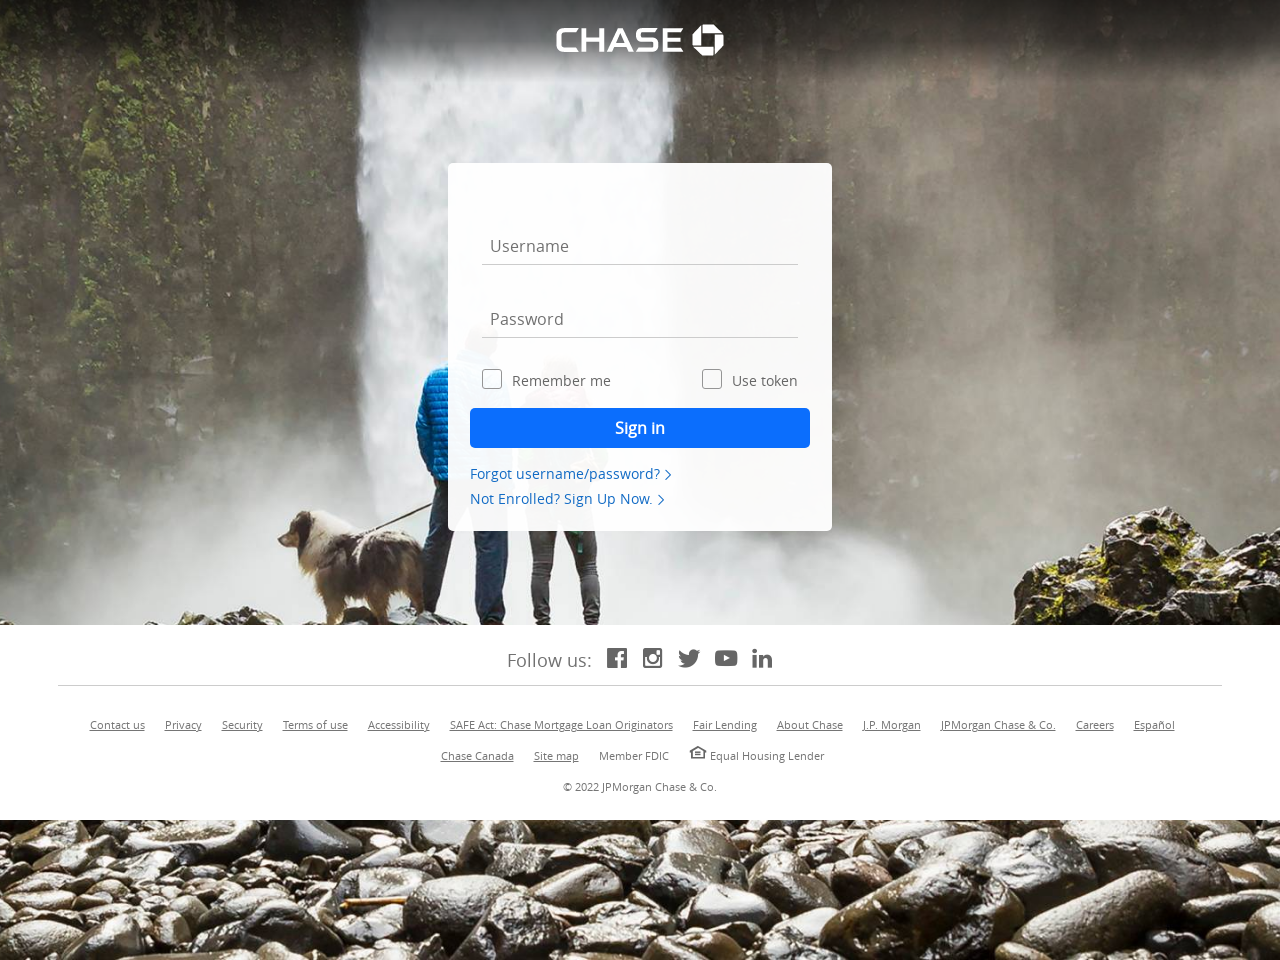 CHASE
Username
Password
Remember me Use token
Sign in
Forgot username/password?
Not Enrolled? Sign Up Now.
Follow us:
Contact us Privacy Security Terms of use Accessibility SAFE Act: Chase Mortgage Loan Originators Fair Lending About Chase J.P. Morgan JPMorgan Chase & Co. Careers Español
Chase Canada Site map Member FDIC Equal Housing Lender
© 2022 JPMorgan Chase & Co.